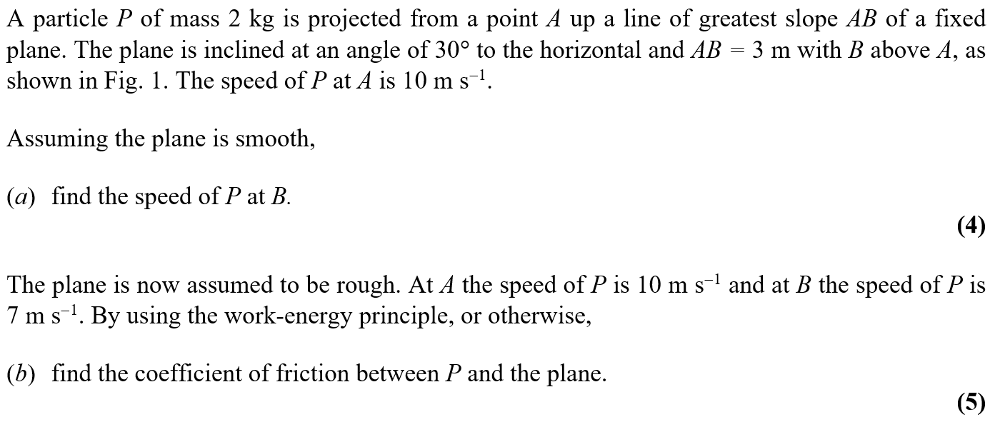 A particle P of mass 2 kg is projected from a point A up a line of greatest slope AB of a fixed
plane. The plane is inclined at an angle of 30° to the horizontal and AB = 3 m with B above A, as
shown in Fig. 1. The speed of P at A is 10 m s⁻¹.
Assuming the plane is smooth,
(a) find the speed of P at B.
(4)
The plane is now assumed to be rough. At A the speed of P is 10 m s⁻¹ and at B the speed of P is
7 m s⁻¹. By using the work-energy principle, or otherwise,
(b) find the coefficient of friction between P and the plane.
(5)